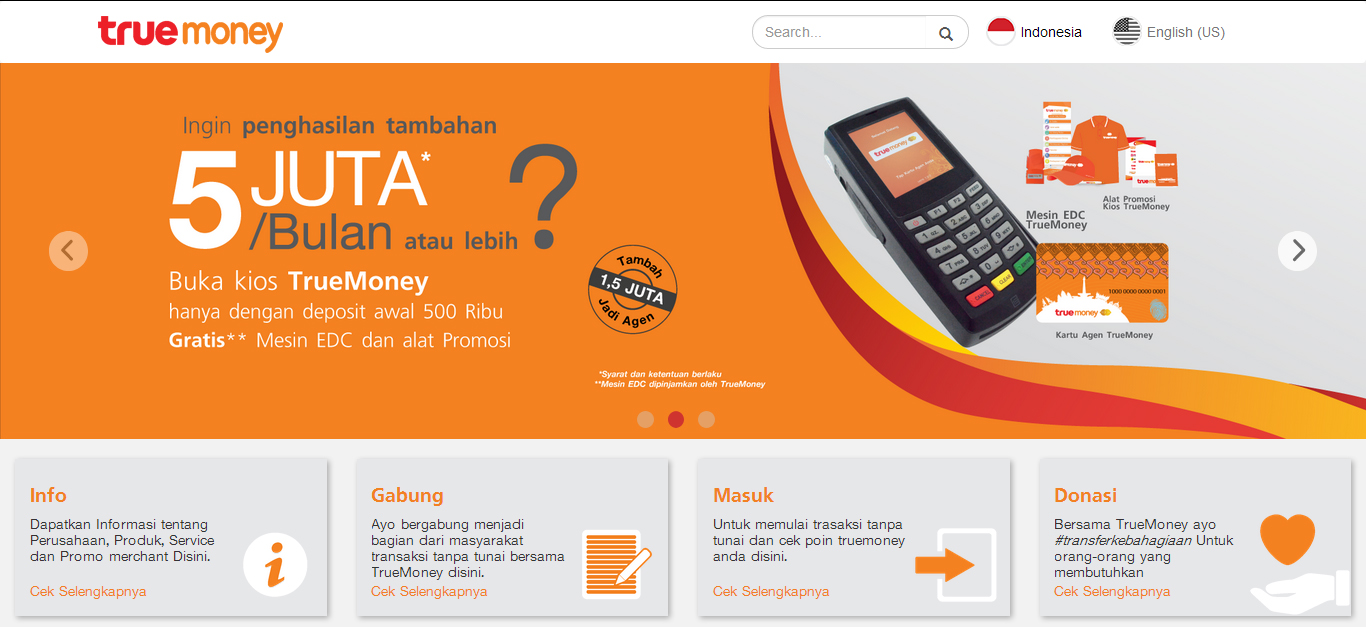 truemoney
Search...
Indonesia
English (US)
Ingin penghasilan tambahan
5 JUTA*
/Bulan atau lebih ?
Buka kios TrueMoney
hanya dengan deposit awal 500 Ribu
Gratis** Mesin EDC dan alat Promosi
Tambah
1,5 JUTA
Jadi Agen
*Syarat dan ketentuan berlaku
**Mesin EDC dipinjamkan oleh TrueMoney
truemoney
Alat Promosi
Kios TrueMoney
Mesin EDC
TrueMoney
1000 0000 0000 0001
truemoney
Kartu Agen TrueMoney
Info
Dapatkan Informasi tentang
Perusahaan, Produk, Service
dan Promo merchant Disini.
Cek Selengkapnya
Gabung
Ayo bergabung menjadi
bagian dari masyarakat
transaksi tanpa tunai bersama
TrueMoney disini.
Cek Selengkapnya
Masuk
Untuk memulai trasaksi tanpa
tunai dan cek poin truemoney
anda disini.
Cek Selengkapnya
Donasi
Bersama TrueMoney ayo
#transferkebahagiaan Untuk
orang-orang yang
membutuhkan
Cek Selengkapnya